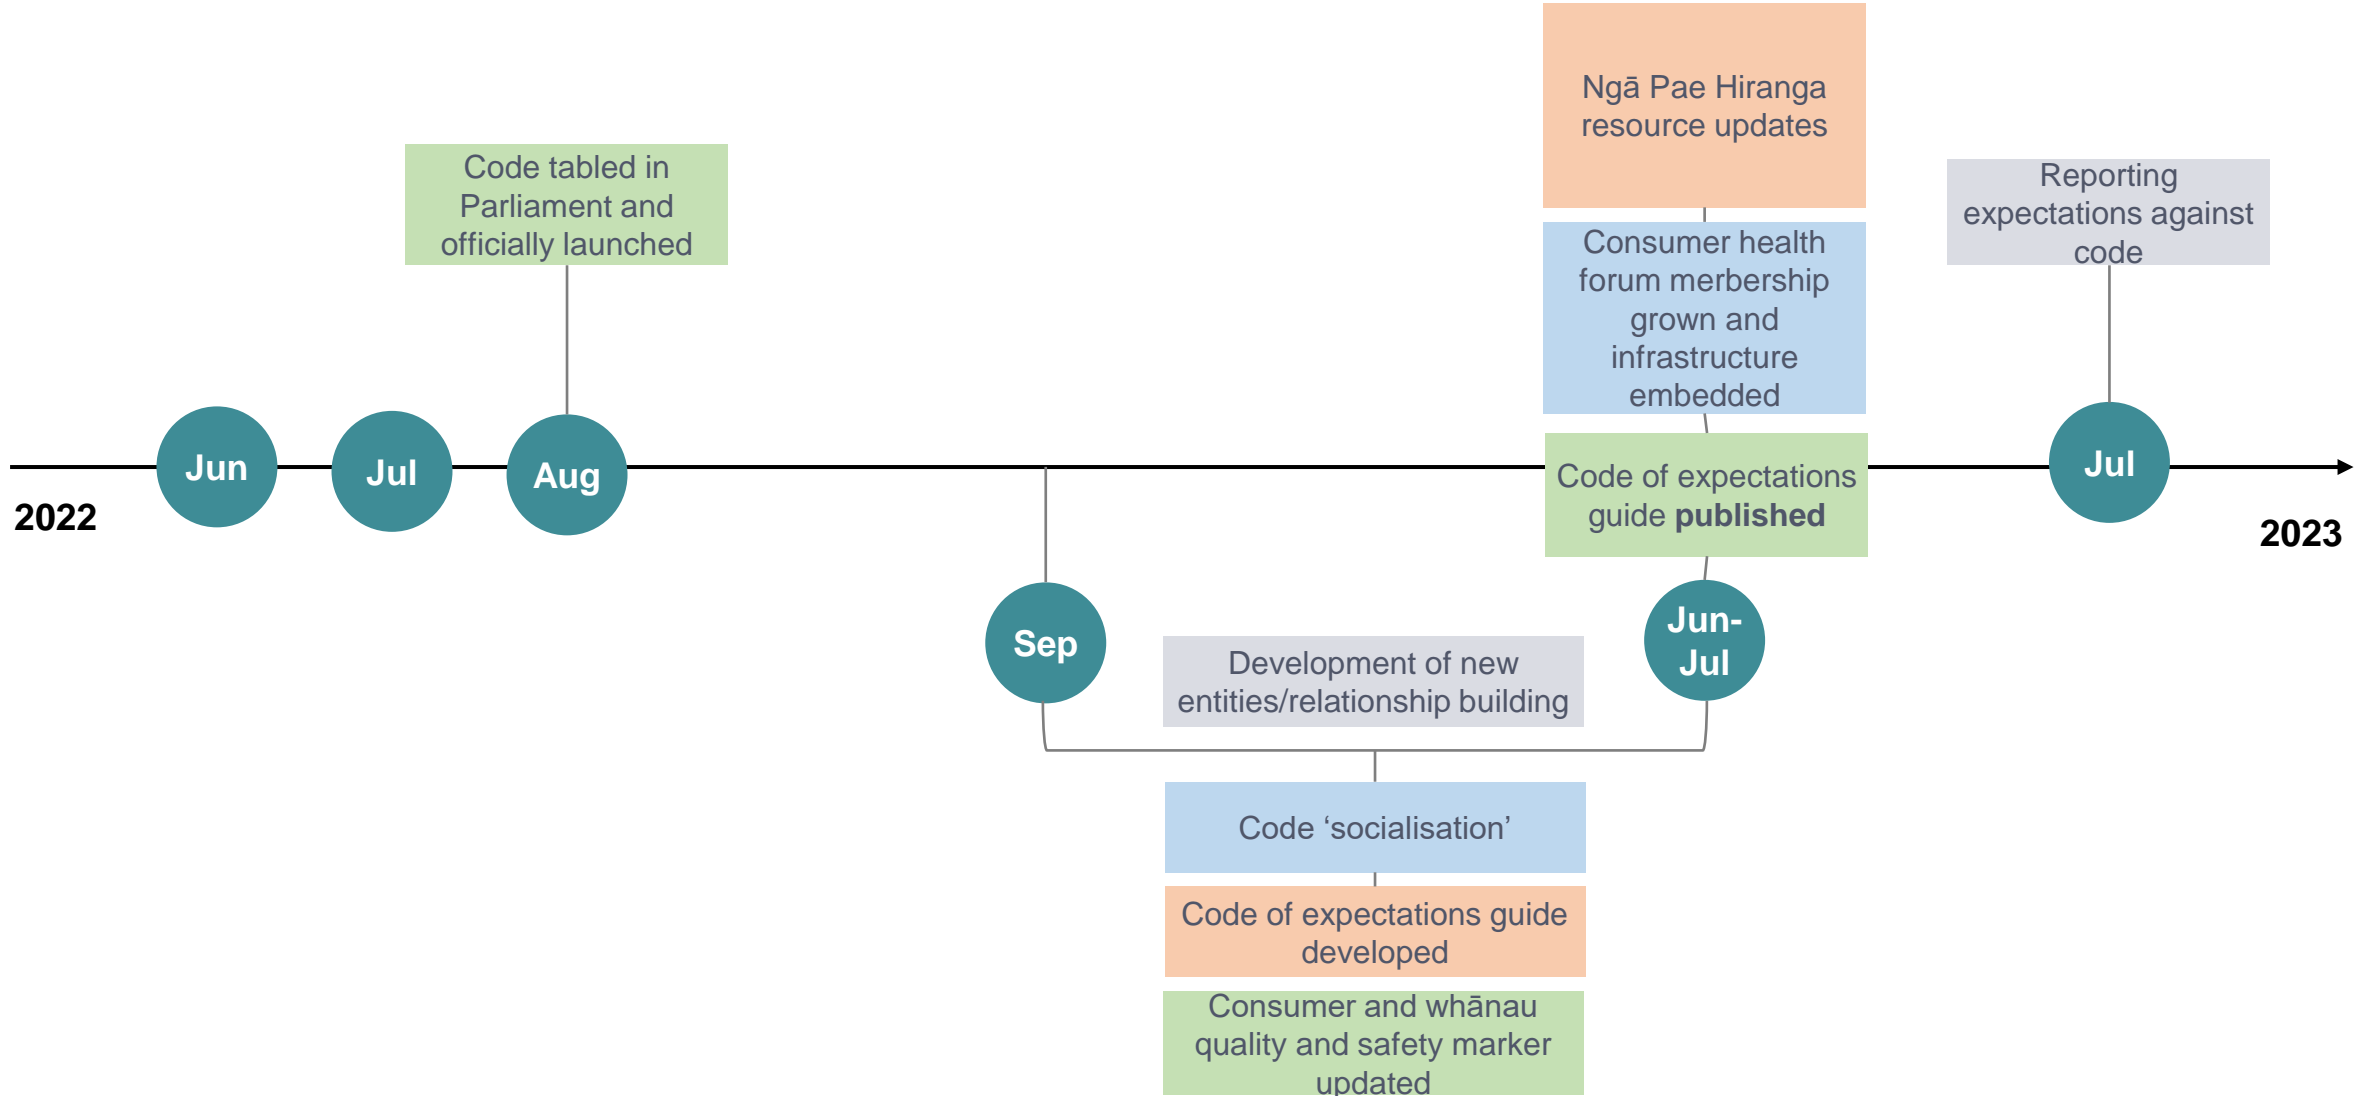 Ngā Pae Hiranga
resource updates
Code tabled in
Parliament and
officially launched
Reporting
expectations against
code
Consumer health
forum merbership
grown and
infrastructure
embedded
Jun
Jul
Aug
Code of expectations
guide published
Jul
2022
2023
Sep
Jun-
Jul
Development of new
entities/relationship building
Code ‘socialisation’
Code of expectations guide
developed
Consumer and whānau
quality and safety marker
updated